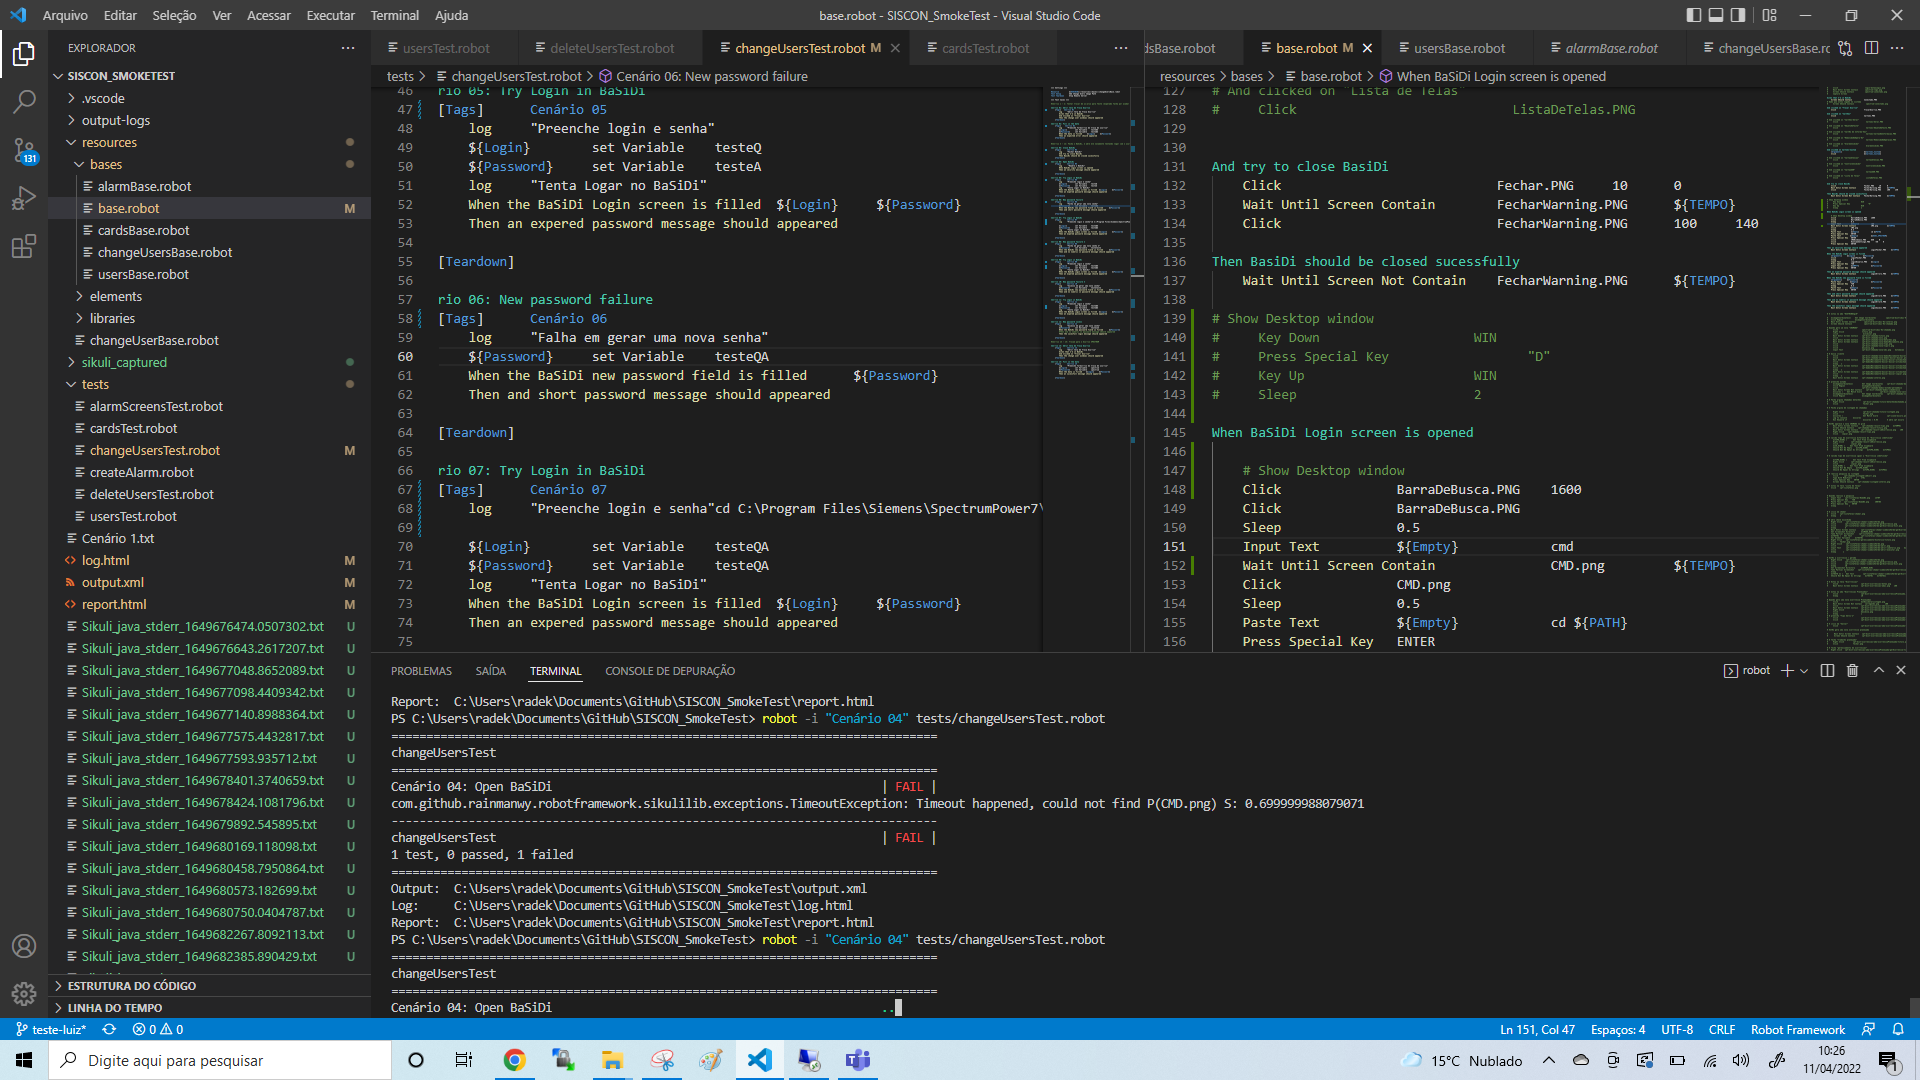 Arquivo Editar Seleção Ver Acessar Executar Terminal Ajuda
base.robot - SISCON_SmokeTest - Visual Studio Code
EXPLORADOR
SISCON_SMOKETEST
.vscode
output-logs
resources
bases
alarmBase.robot
base.robot M
cardsBase.robot
changeUsersBase.robot
usersBase.robot
elements
libraries
changeUserBase.robot
sikuli_captured
tests
alarmScreensTest.robot
cardsTest.robot
changeUsersTest.robot M
createAlarm.robot
deleteUsersTest.robot
usersTest.robot
Cenário 1.txt
log.html M
output.xml M
report.html M
Sikuli_java_stderr_1649676474.0507302.txt U
Sikuli_java_stderr_1649676643.2617207.txt U
Sikuli_java_stderr_1649677048.8652089.txt U
Sikuli_java_stderr_1649677098.4409342.txt U
Sikuli_java_stderr_1649677140.8988364.txt U
Sikuli_java_stderr_1649677575.4432817.txt U
Sikuli_java_stderr_1649677593.935712.txt U
Sikuli_java_stderr_1649678401.3740659.txt U
Sikuli_java_stderr_1649678424.1081796.txt U
Sikuli_java_stderr_1649679892.545895.txt U
Sikuli_java_stderr_1649680169.118098.txt U
Sikuli_java_stderr_1649680458.7950864.txt U
Sikuli_java_stderr_1649680573.182699.txt U
Sikuli_java_stderr_1649680750.0404787.txt U
Sikuli_java_stderr_1649682267.8092113.txt U
Sikuli_java_stderr_1649682385.890429.txt U
ESTRUTURA DO CÓDIGO
LINHA DO TEMPO
131
usersTest.robot deleteUsersTest.robot changeUsersTest.robot M cardsTest.robot
tests > changeUsersTest.robot > Cenário 06: New password failure
46 rio 05: Try Login in BaSiDi
47 [Tags] Cenário 05
48 log "Preenche login e senha"
49 ${Login} set Variable testeQ
50 ${Password} set Variable testeA
51 log "Tenta Logar no BaSiDi"
52 When the BaSiDi Login screen is filled ${Login} ${Password}
53 Then an expered password message should appeared
54
55 [Teardown]
56
57 rio 06: New password failure
58 [Tags] Cenário 06
59 log "Falha em gerar uma nova senha"
60 ${Password} set Variable testeQA
61 When the BaSiDi new password field is filled ${Password}
62 Then and short password message should appeared
63
64 [Teardown]
65
66 rio 07: Try Login in BaSiDi
67 [Tags] Cenário 07
68 log "Preenche login e senha"cd C:\Program Files\Siemens\SpectrumPower7\
69
70 ${Login} set Variable testeQA
71 ${Password} set Variable testeQA
72 log "Tenta Logar no BaSiDi"
73 When the BaSiDi Login screen is filled ${Login} ${Password}
74 Then an expered password message should appeared
75
dsBase.robot base.robot M usersBase.robot alarmBase.robot changeUsersBase.ro
resources > bases > base.robot > When BaSiDi Login screen is opened
127 # And clicked on "Lista de Telas"
128 # Click ListaDeTelas.PNG
129
130
131 And try to close BasiDi
132 Click Fechar.PNG 10 0
133 Wait Until Screen Contain FecharWarning.PNG ${TEMPO}
134 Click FecharWarning.PNG 100 140
135
136 Then BasiDi should be closed sucessfully
137 Wait Until Screen Not Contain FecharWarning.PNG ${TEMPO}
138
139 # Show Desktop window
140 # Key Down WIN
141 # Press Special Key "D"
142 # Key Up WIN
143 # Sleep 2
144
145 When BaSiDi Login screen is opened
146
147 # Show Desktop window
148 Click BarraDeBusca.PNG 1600
149 Click BarraDeBusca.PNG
150 Sleep 0.5
151 Input Text ${Empty} cmd
152 Wait Until Screen Contain CMD.png ${TEMPO}
153 Click CMD.png
154 Sleep 0.5
155 Paste Text ${Empty} cd ${PATH}
156 Press Special Key ENTER
PROBLEMAS SAÍDA TERMINAL CONSOLE DE DEPURAÇÃO
robot
Report: C:\Users\radek\Documents\GitHub\SISCON_SmokeTest\report.html
PS C:\Users\radek\Documents\GitHub\SISCON_SmokeTest> robot -i "Cenário 04" tests/changeUsersTest.robot
==============================================================================
changeUsersTest
==============================================================================
Cenário 04: Open BaSiDi | FAIL |
com.github.rainmanwy.robotframework.sikulilib.exceptions.TimeoutException: Timeout happened, could not find P(CMD.png) S: 0.699999988079071
------------------------------------------------------------------------------
changeUsersTest | FAIL |
1 test, 0 passed, 1 failed
==============================================================================
Output: C:\Users\radek\Documents\GitHub\SISCON_SmokeTest\output.xml
Log: C:\Users\radek\Documents\GitHub\SISCON_SmokeTest\log.html
Report: C:\Users\radek\Documents\GitHub\SISCON_SmokeTest\report.html
PS C:\Users\radek\Documents\GitHub\SISCON_SmokeTest> robot -i "Cenário 04" tests/changeUsersTest.robot
==============================================================================
changeUsersTest
==============================================================================
Cenário 04: Open BaSiDi ..
teste-luiz* 0 0
Ln 151, Col 47 Espaços: 4 UTF-8 CRLF Robot Framework
Digite aqui para pesquisar
15°C Nublado
10:26
11/04/2022
1